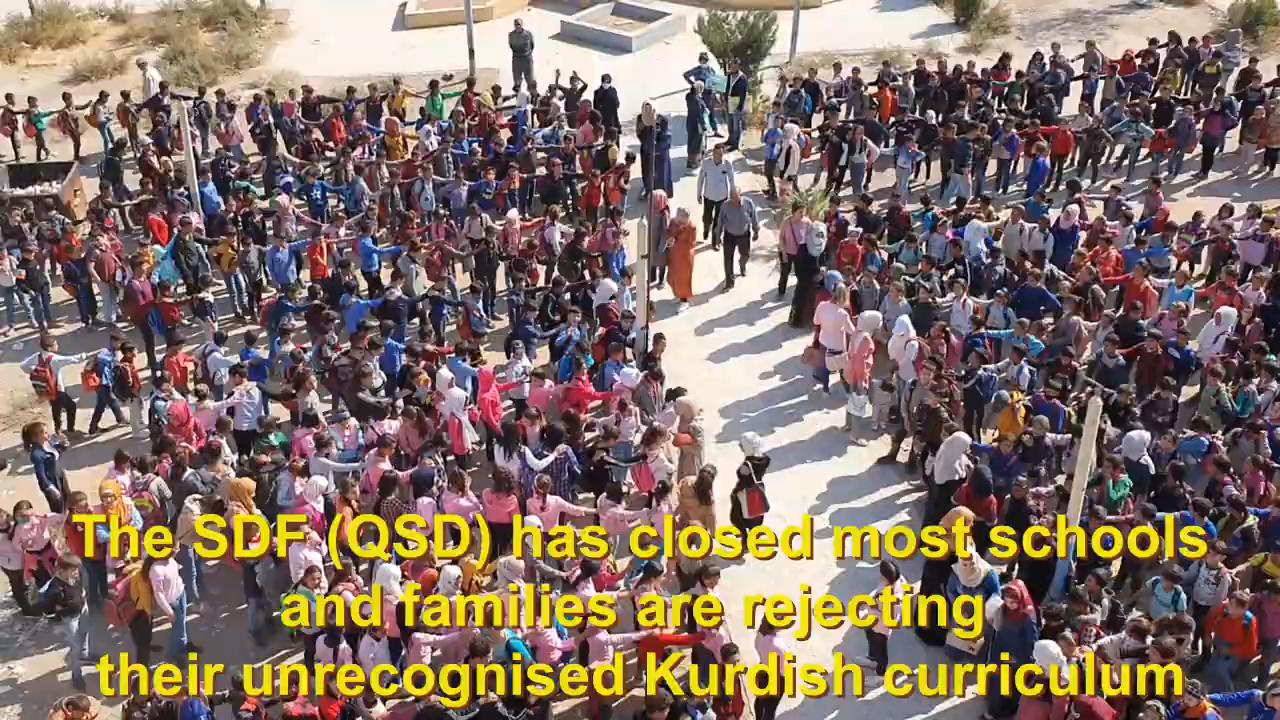 The SDF (QSD) has closed most schools
and families are rejecting
their unrecognised Kurdish curriculum